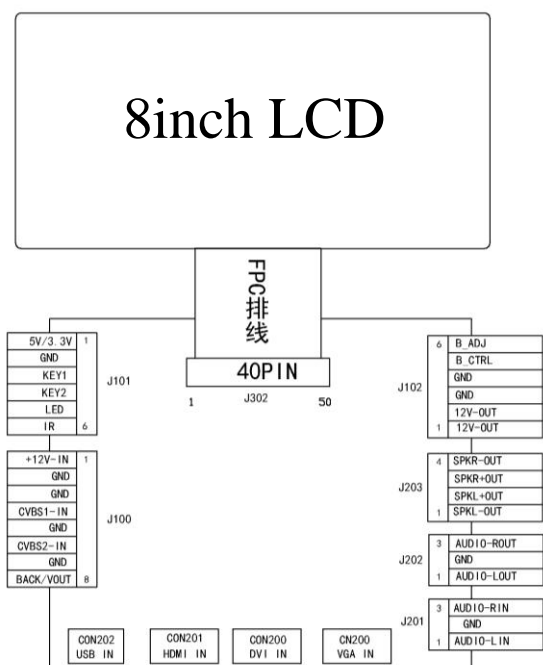 8inch LCD
FPC排线
40PIN
1
50
J302
5V/3.3V 1
GND
KEY1
KEY2
LED
IR 6
J101
+12V-IN 1
GND
GND
CVBS1-IN
GND
CVBS2-IN
GND
BACK/VOUT 8
J100
6 B_ADJ
B_CTRL
GND
GND
12V-OUT
1 12V-OUT
J102
4 SPKR-OUT
SPKR+OUT
SPKL+OUT
1 SPKL-OUT
J203
3 AUDIO-ROUT
GND
1 AUDIO-LOUT
J202
3 AUDIO-RIN
GND
1 AUDIO-LIN
J201
CON202
USB IN
CON201
HDMI IN
CON200
DVI IN
CN200
VGA IN